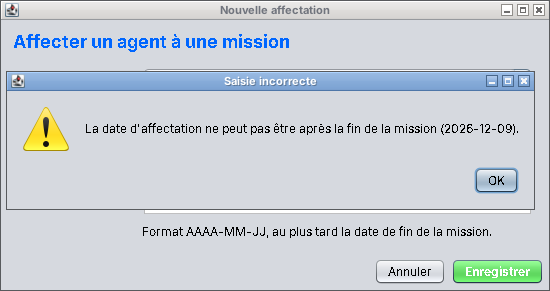 Nouvelle affectation
Affecter un agent à une mission
Saisie incorrecte
La date d'affectation ne peut pas être après la fin de la mission (2026-12-09).
OK
Format AAAA-MM-JJ, au plus tard la date de fin de la mission.
Annuler
Enregistrer